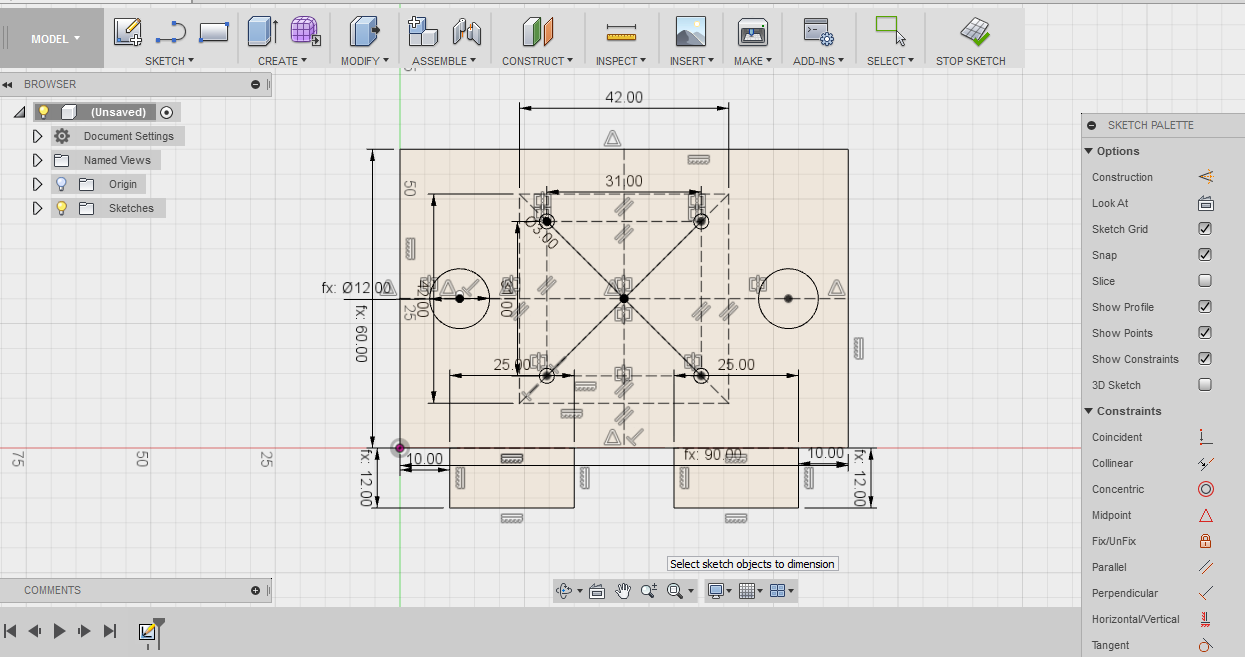 MODEL
SKETCH
CREATE
MODIFY
ASSEMBLE
CONSTRUCT
INSPECT
INSERT
MAKE
ADD-INS
SELECT
STOP SKETCH
BROWSER
(Unsaved)
Document Settings
Named Views
Origin
Sketches
SKETCH PALETTE
Options
Construction
Look At
Sketch Grid
Snap
Slice
Show Profile
Show Points
Show Constraints
3D Sketch
Constraints
Coincident
Collinear
Concentric
Midpoint
Fix/UnFix
Parallel
Perpendicular
Horizontal/Vertical
Tangent
42.00
31.00
50
Ø3.00
fx: Ø12.00
42.00
25
fx: 60.00
25.00
25.00
75
50
25
10.00
fx: 90.00
10.00
fx: 12.00
fx: 12.00
Select sketch objects to dimension
COMMENTS